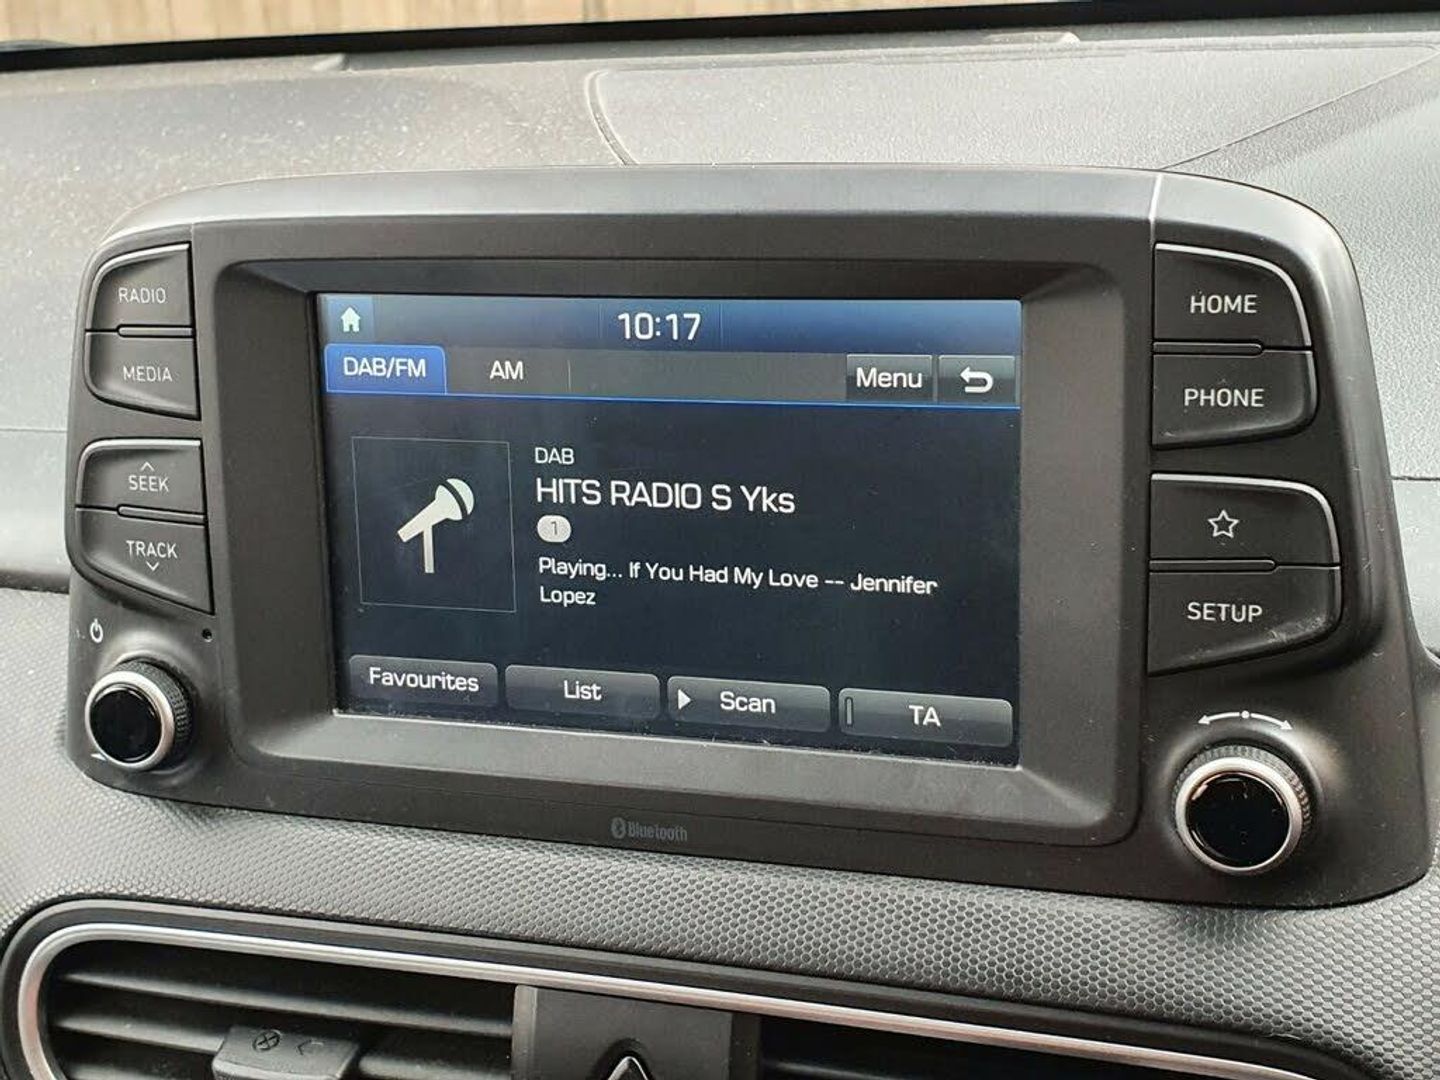 RADIO
MEDIA
SEEK
TRACK
10:17
DAB/FM
AM
Menu
DAB
HITS RADIO S Yks
1
Playing... If You Had My Love -- Jennifer
Lopez
Favourites
List
Scan
TA
HOME
PHONE
SETUP
Bluetooth